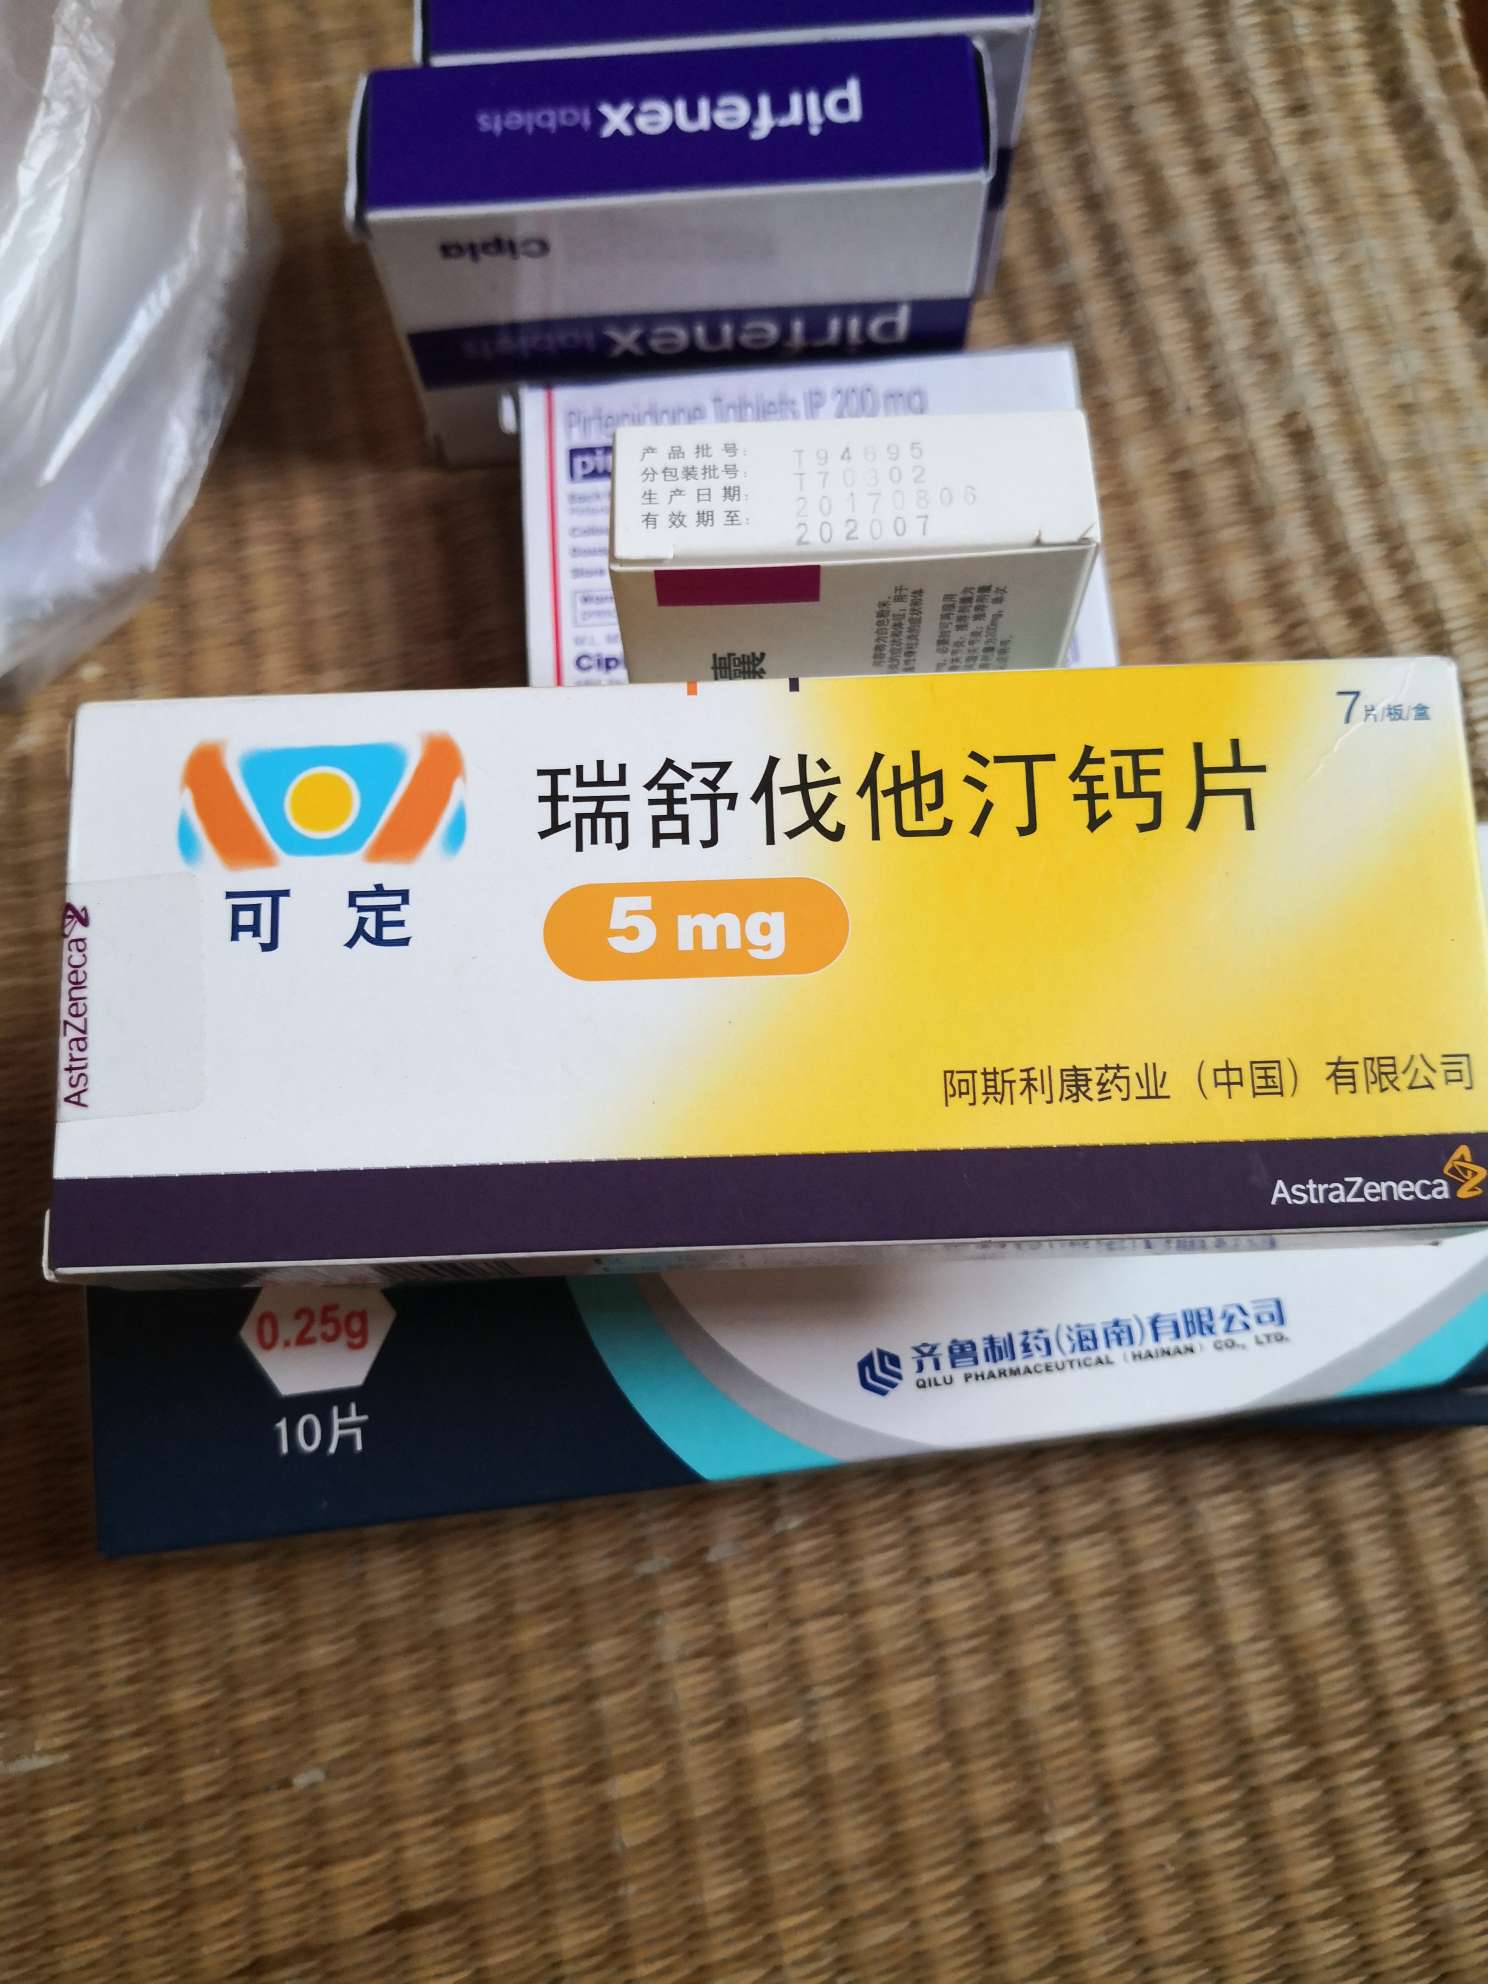 pirfenex tablets
Cipla
pirfenex tablets
Pirfenidone Tablets IP 200 mg
产品批号: T94695
分包装批号: T70302
生产日期: 20170806
有效期至: 202007
Cip
囊
7片/板/盒
瑞舒伐他汀钙片
可定
5 mg
AstraZeneca
阿斯利康药业（中国）有限公司
AstraZeneca
0.25g
10片
齐鲁制药(海南)有限公司
QILU PHARMACEUTICAL (HAINAN) CO., LTD.